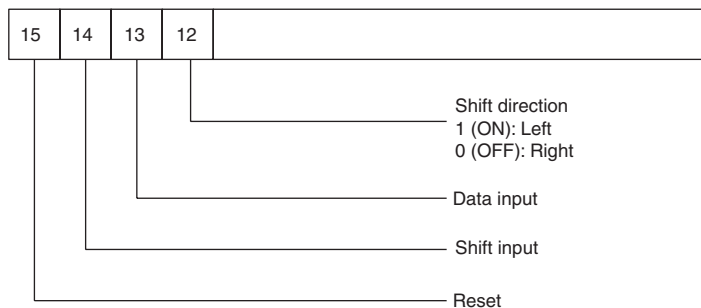 15 14 13 12
Shift direction
1 (ON): Left
0 (OFF): Right
Data input
Shift input
Reset